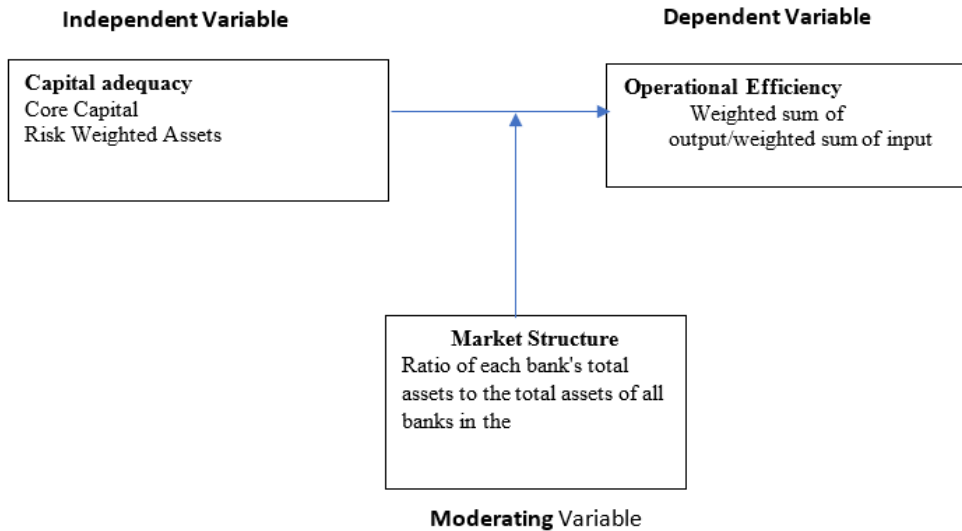 Independent Variable
Dependent Variable
Capital adequacy
Core Capital
Risk Weighted Assets
Operational Efficiency
Weighted sum of
output/weighted sum of input
Market Structure
Ratio of each bank's total
assets to the total assets of all
banks in the
Moderating Variable